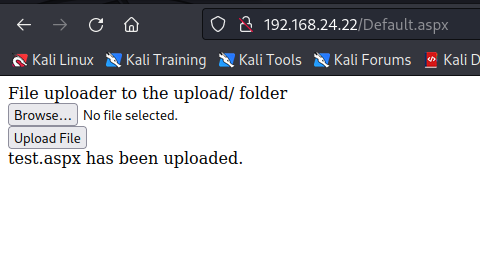 192.168.24.22/Default.aspx
Kali Linux Kali Training Kali Tools Kali Forums Kali D
File uploader to the upload/ folder
Browse... No file selected.
Upload File
test.aspx has been uploaded.